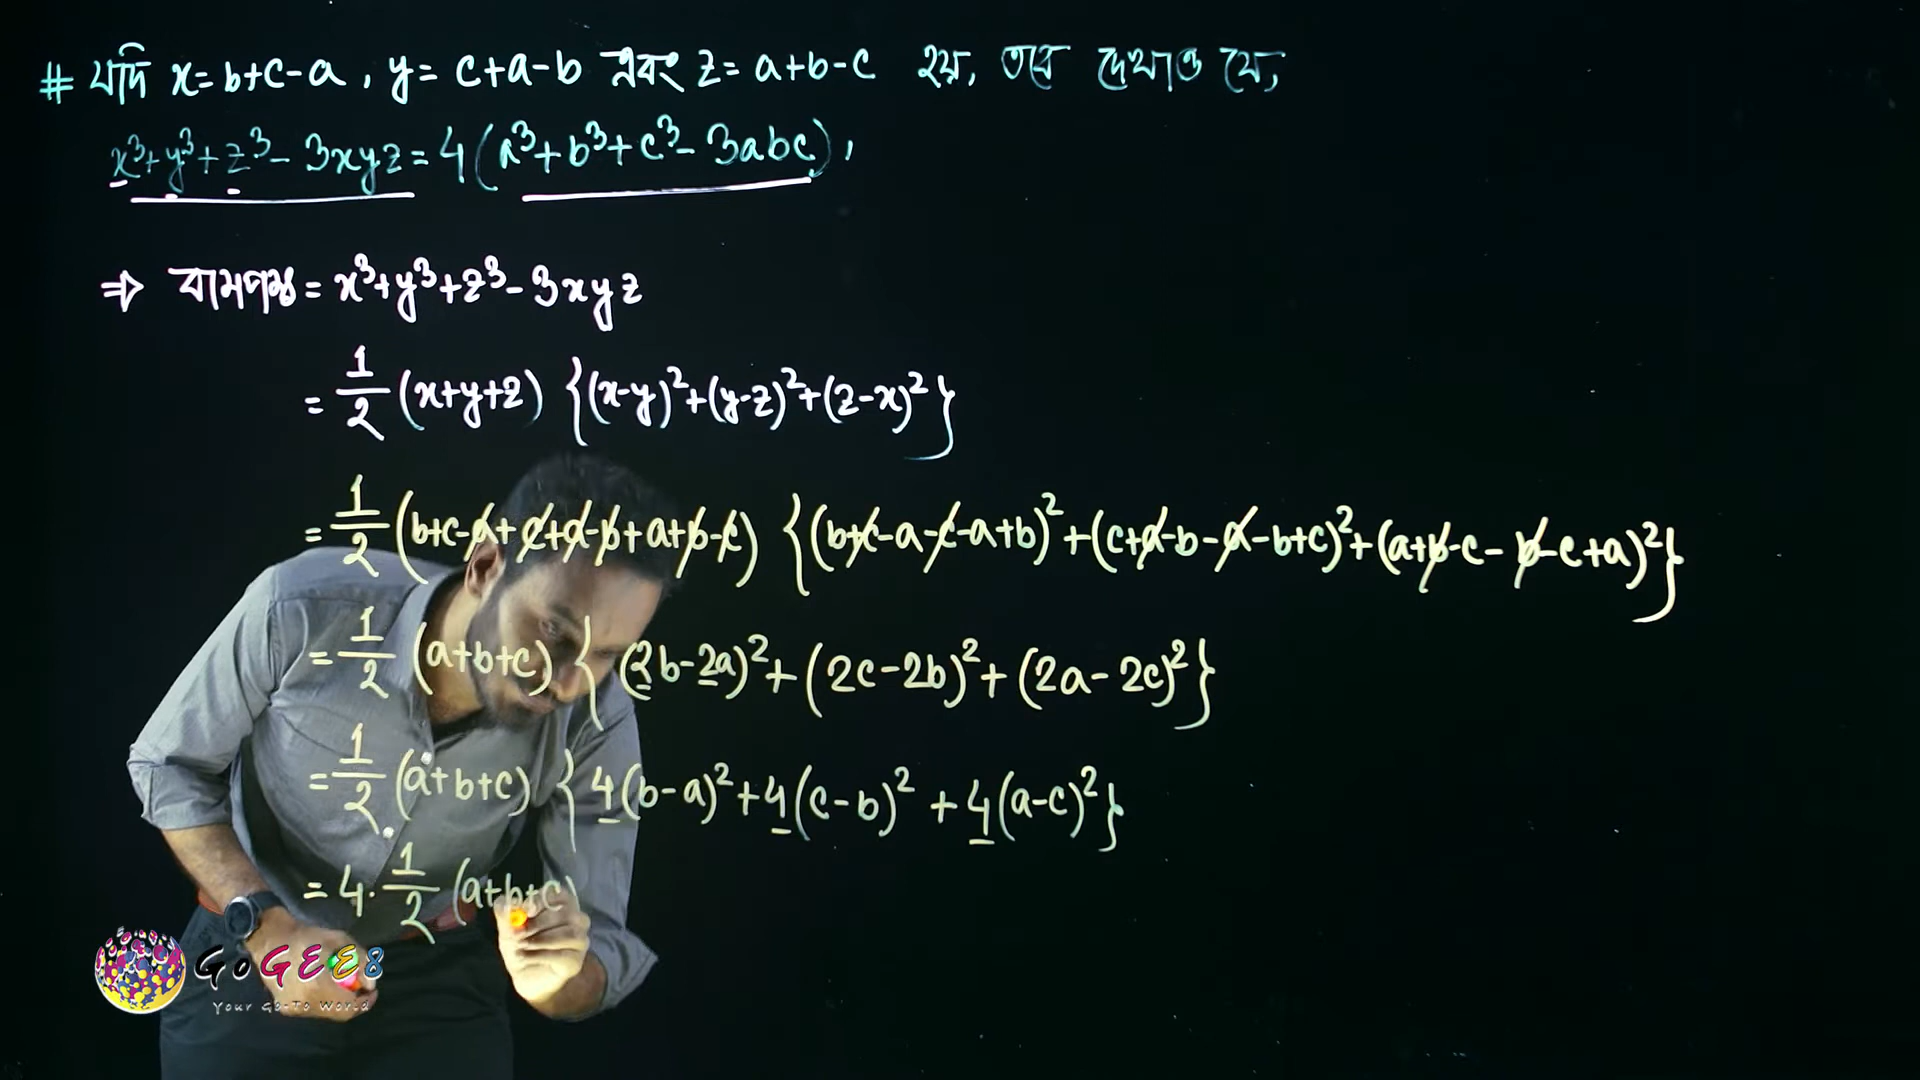 # যদি x=b+c-a, y=c+a-b এবং z=a+b-c হয়, তবে দেখাও যে,
x³+y³+z³-3xyz=4(a³+b³+c³-3abc),
⇒ বামপক্ষ=x³+y³+z³-3xyz
=1/2(x+y+z){(x-y)²+(y-z)²+(z-x)²}
=1/2(b+c-a+c+a-b+a+b-c){(b+c-a-c-a+b)²+(c+a-b-a-b+c)²+(a+b-c-b-c+a)²}
=1/2(a+b+c){(2b-2a)²+(2c-2b)²+(2a-2c)²}
=1/2(a+b+c){4(b-a)²+4(c-b)²+4(a-c)²}
=4.1/2(a+b+c)
GoGEE8
Your Go-To World